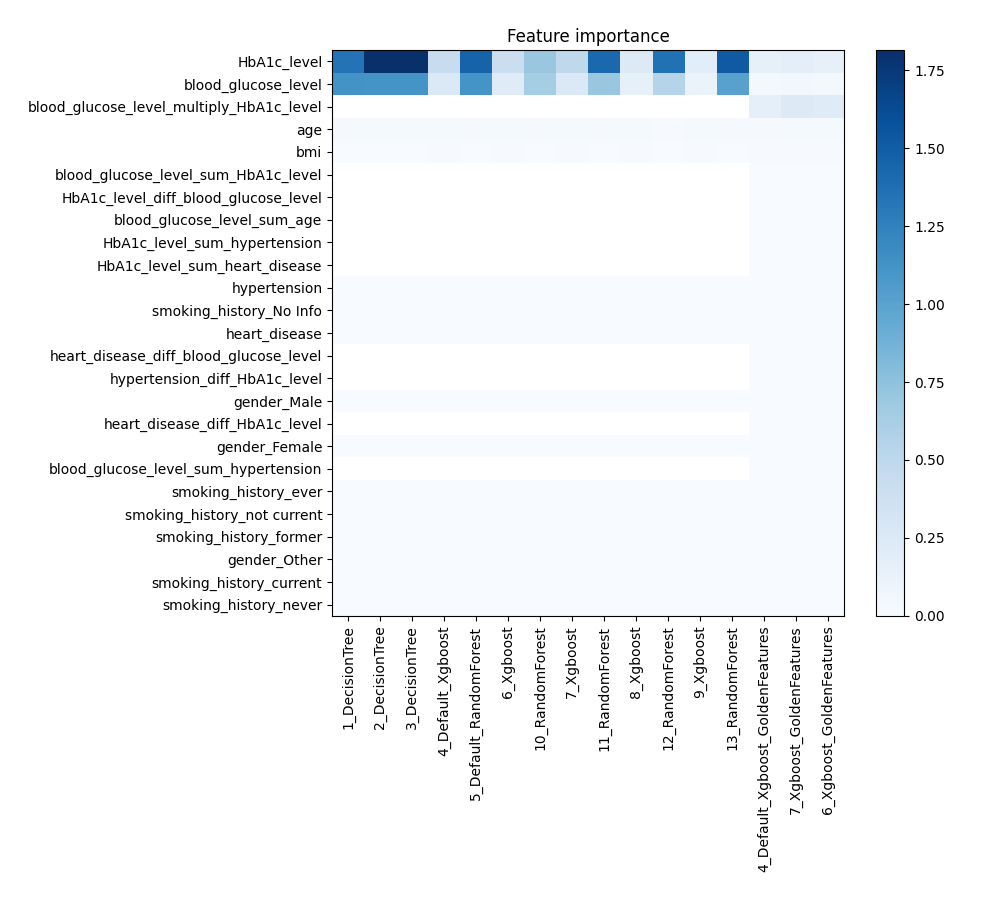 Feature importance
HbA1c_level
blood_glucose_level
blood_glucose_level_multiply_HbA1c_level
age
bmi
blood_glucose_level_sum_HbA1c_level
HbA1c_level_diff_blood_glucose_level
blood_glucose_level_sum_age
HbA1c_level_sum_hypertension
HbA1c_level_sum_heart_disease
hypertension
smoking_history_No Info
heart_disease
heart_disease_diff_blood_glucose_level
hypertension_diff_HbA1c_level
gender_Male
heart_disease_diff_HbA1c_level
gender_Female
blood_glucose_level_sum_hypertension
smoking_history_ever
smoking_history_not current
smoking_history_former
gender_Other
smoking_history_current
smoking_history_never
1_DecisionTree
2_DecisionTree
3_DecisionTree
4_Default_Xgboost
5_Default_RandomForest
6_Xgboost
10_RandomForest
7_Xgboost
11_RandomForest
8_Xgboost
12_RandomForest
9_Xgboost
13_RandomForest
4_Default_Xgboost_GoldenFeatures
7_Xgboost_GoldenFeatures
6_Xgboost_GoldenFeatures
1.75
1.50
1.25
1.00
0.75
0.50
0.25
0.00